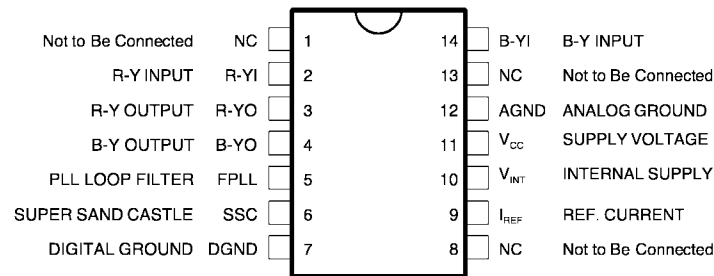 Not to Be Connected NC 1 14 B-YI B-Y INPUT
R-Y INPUT R-YI 2 13 NC Not to Be Connected
R-Y OUTPUT R-YO 3 12 AGND ANALOG GROUND
B-Y OUTPUT B-YO 4 11 VCC SUPPLY VOLTAGE
PLL LOOP FILTER FPLL 5 10 VINT INTERNAL SUPPLY
SUPER SAND CASTLE SSC 6 9 IREF REF. CURRENT
DIGITAL GROUND DGND 7 8 NC Not to Be Connected